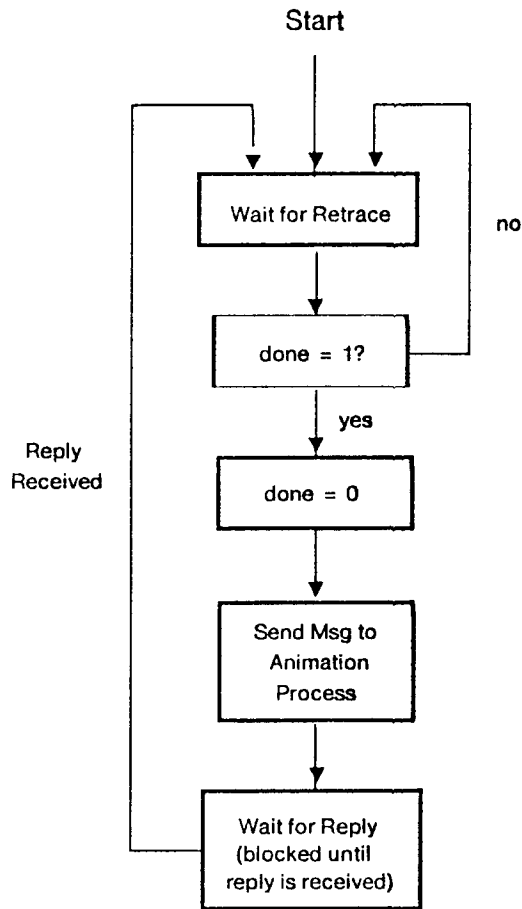 Start
Wait for Retrace
no
done = 1?
yes
Reply
Received
done = 0
Send Msg to
Animation
Process
Wait for Reply
(blocked until
reply is received)